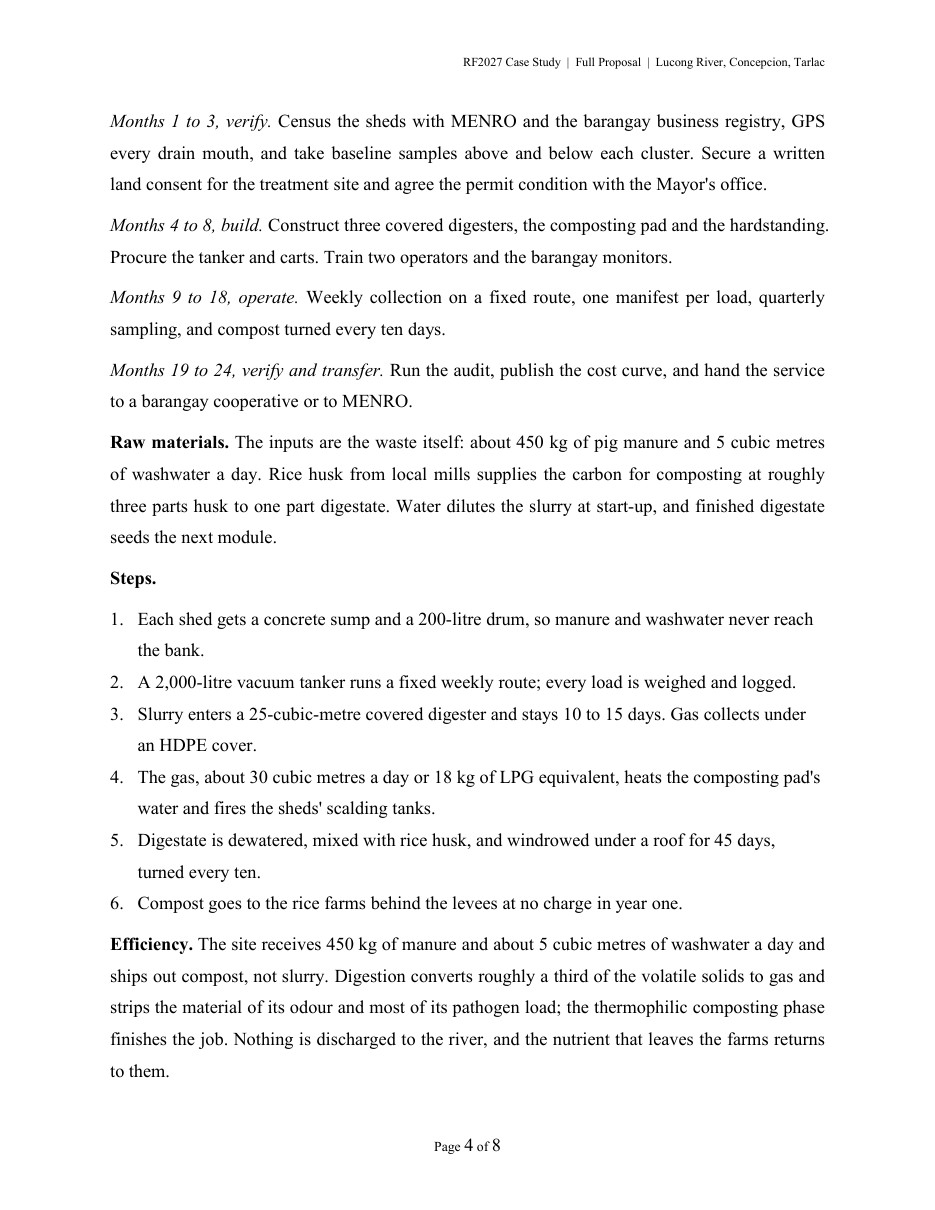 RF2027 Case Study | Full Proposal | Lucong River, Concepcion, Tarlac
Months 1 to 3, verify. Census the sheds with MENRO and the barangay business registry, GPS
every drain mouth, and take baseline samples above and below each cluster. Secure a written
land consent for the treatment site and agree the permit condition with the Mayor's office.
Months 4 to 8, build. Construct three covered digesters, the composting pad and the hardstanding.
Procure the tanker and carts. Train two operators and the barangay monitors.
Months 9 to 18, operate. Weekly collection on a fixed route, one manifest per load, quarterly
sampling, and compost turned every ten days.
Months 19 to 24, verify and transfer. Run the audit, publish the cost curve, and hand the service
to a barangay cooperative or to MENRO.
Raw materials. The inputs are the waste itself: about 450 kg of pig manure and 5 cubic metres
of washwater a day. Rice husk from local mills supplies the carbon for composting at roughly
three parts husk to one part digestate. Water dilutes the slurry at start-up, and finished digestate
seeds the next module.
Steps.
1. Each shed gets a concrete sump and a 200-litre drum, so manure and washwater never reach
the bank.
2. A 2,000-litre vacuum tanker runs a fixed weekly route; every load is weighed and logged.
3. Slurry enters a 25-cubic-metre covered digester and stays 10 to 15 days. Gas collects under
an HDPE cover.
4. The gas, about 30 cubic metres a day or 18 kg of LPG equivalent, heats the composting pad's
water and fires the sheds' scalding tanks.
5. Digestate is dewatered, mixed with rice husk, and windrowed under a roof for 45 days,
turned every ten.
6. Compost goes to the rice farms behind the levees at no charge in year one.
Efficiency. The site receives 450 kg of manure and about 5 cubic metres of washwater a day and
ships out compost, not slurry. Digestion converts roughly a third of the volatile solids to gas and
strips the material of its odour and most of its pathogen load; the thermophilic composting phase
finishes the job. Nothing is discharged to the river, and the nutrient that leaves the farms returns
to them.
Page 4 of 8